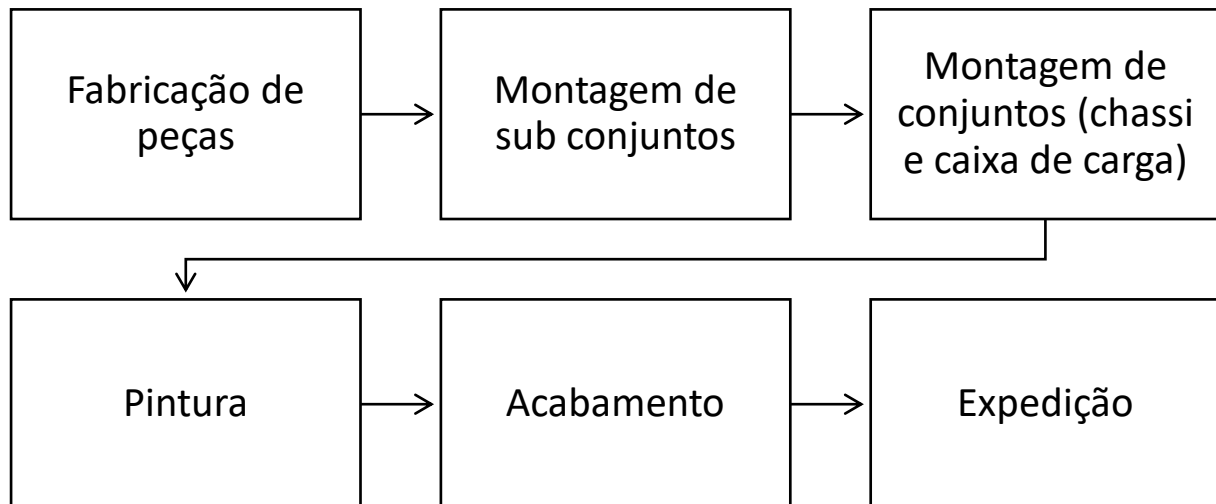 Fabricação de
peças
Montagem de
sub conjuntos
Montagem de
conjuntos (chassi
e caixa de carga)
Pintura
Acabamento
Expedição